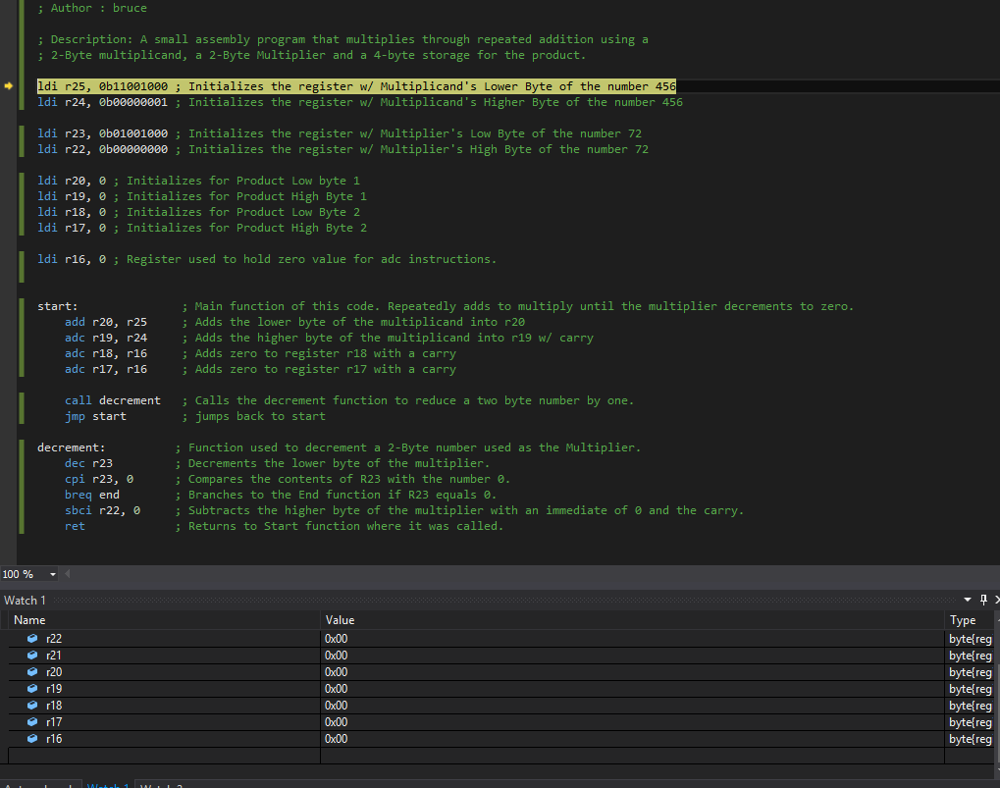 ; Author : bruce
; Description: A small assembly program that multiplies through repeated addition using a
; 2-Byte multiplicand, a 2-Byte Multiplier and a 4-byte storage for the product.
ldi r25, 0b11001000 ; Initializes the register w/ Multiplicand's Lower Byte of the number 456
ldi r24, 0b00000001 ; Initializes the register w/ Multiplicand's Higher Byte of the number 456
ldi r23, 0b01001000 ; Initializes the register w/ Multiplier's Low Byte of the number 72
ldi r22, 0b00000000 ; Initializes the register w/ Multiplier's High Byte of the number 72
ldi r20, 0 ; Initializes for Product Low byte 1
ldi r19, 0 ; Initializes for Product High Byte 1
ldi r18, 0 ; Initializes for Product Low Byte 2
ldi r17, 0 ; Initializes for Product High Byte 2
ldi r16, 0 ; Register used to hold zero value for adc instructions.
start: ; Main function of this code. Repeatedly adds to multiply until the multiplier decrements to zero.
add r20, r25 ; Adds the lower byte of the multiplicand into r20
adc r19, r24 ; Adds the higher byte of the multiplicand into r19 w/ carry
adc r18, r16 ; Adds zero to register r18 with a carry
adc r17, r16 ; Adds zero to register r17 with a carry
call decrement ; Calls the decrement function to reduce a two byte number by one.
jmp start ; jumps back to start
decrement: ; Function used to decrement a 2-Byte number used as the Multiplier.
dec r23 ; Decrements the lower byte of the multiplier.
cpi r23, 0 ; Compares the contents of R23 with the number 0.
breq end ; Branches to the End function if R23 equals 0.
sbci r22, 0 ; Subtracts the higher byte of the multiplier with an immediate of 0 and the carry.
ret ; Returns to Start function where it was called.
100 %
Watch 1
Name Value Type
r22 0x00 byte{reg
r21 0x00 byte{reg
r20 0x00 byte{reg
r19 0x00 byte{reg
r18 0x00 byte{reg
r17 0x00 byte{reg
r16 0x00 byte{reg
Watch 1